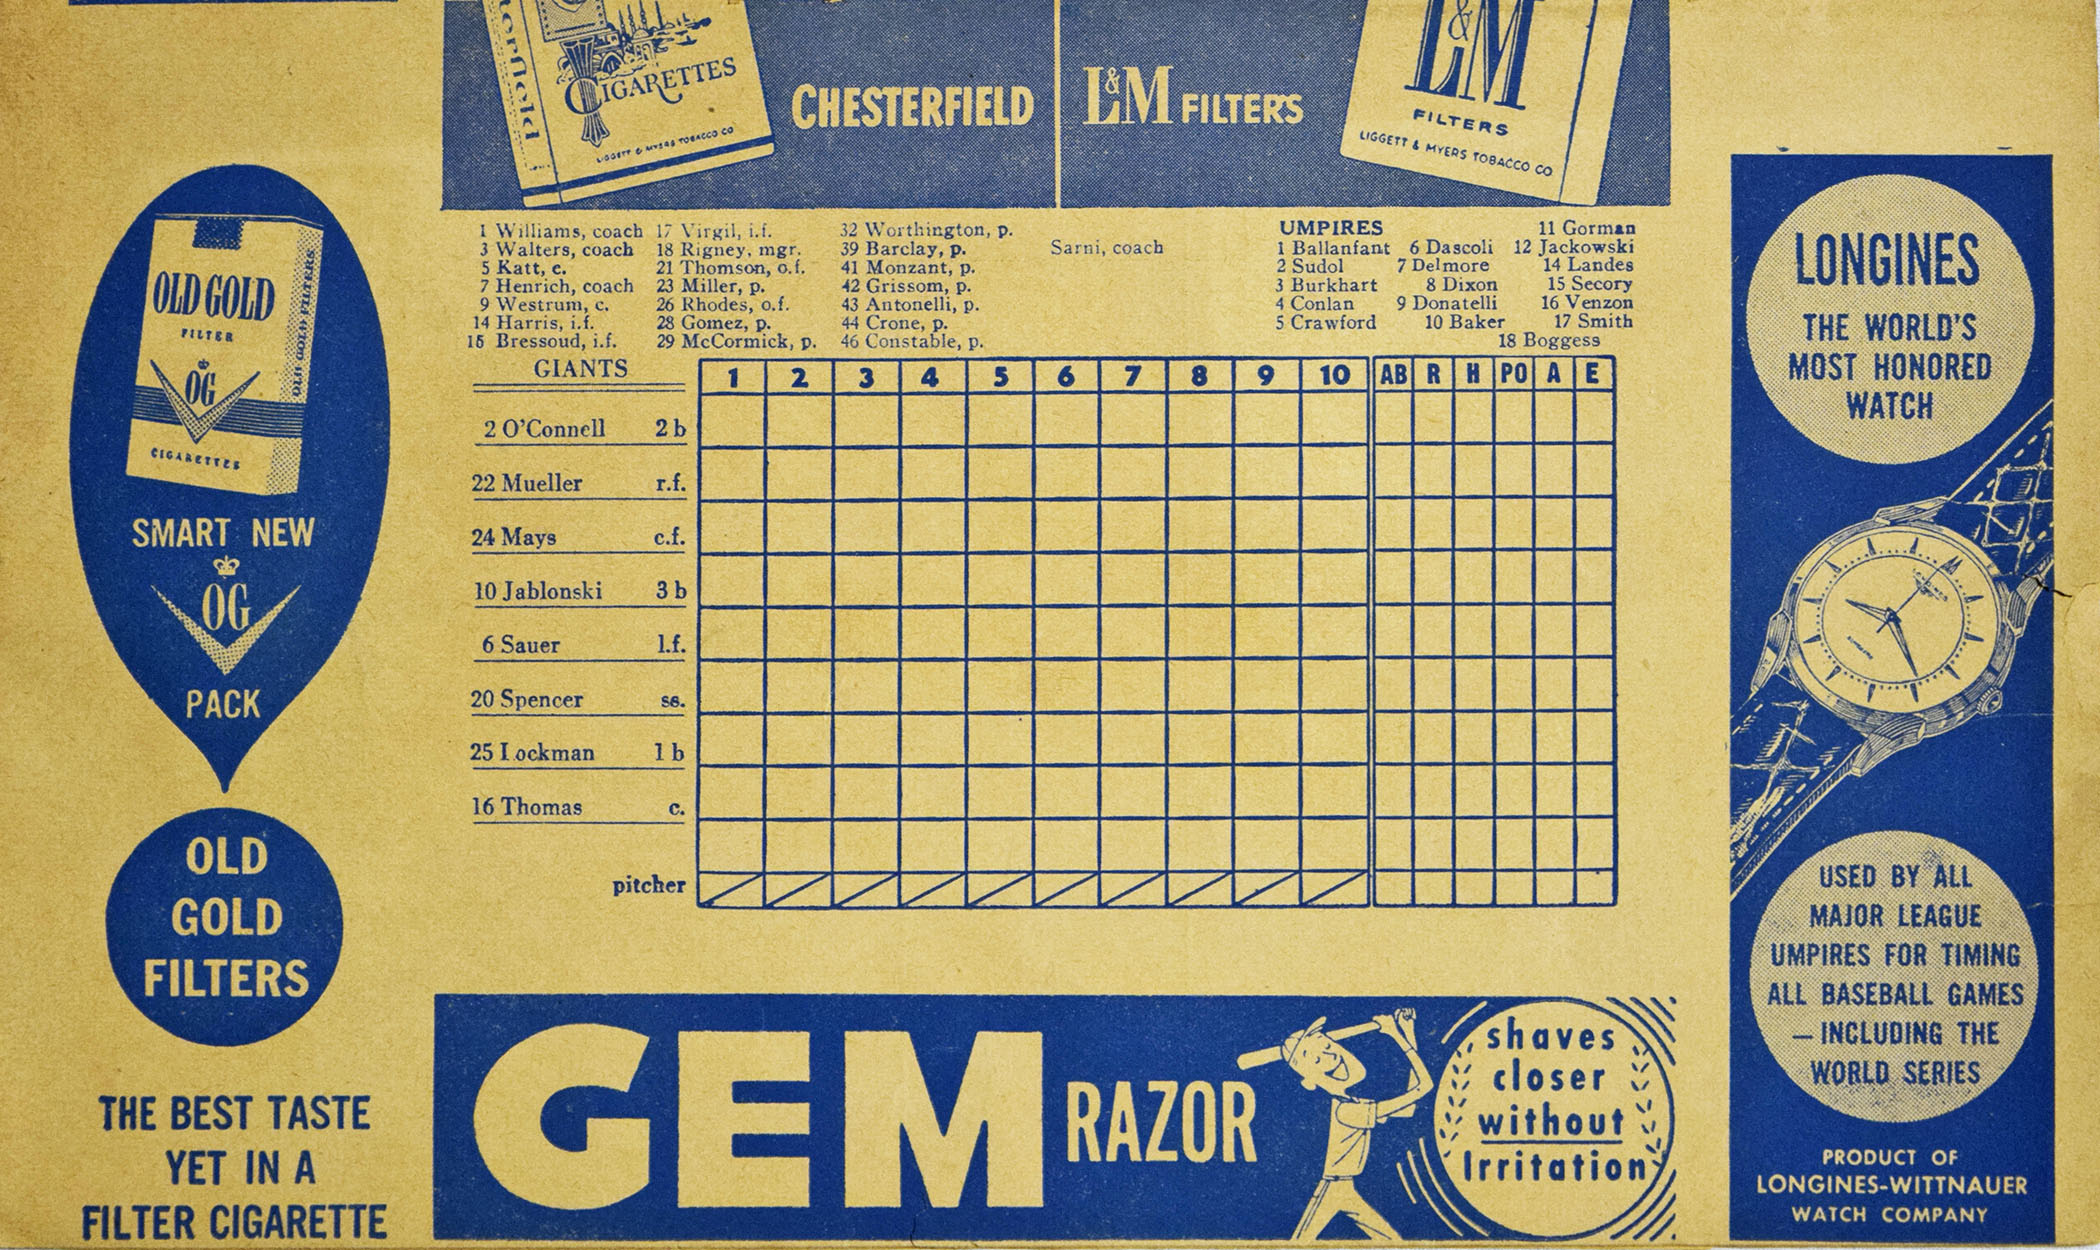 Chesterfield
CIGARETTES
LIGGETT & MYERS TOBACCO CO
CHESTERFIELD
L&M FILTERS
L&M
FILTERS
LIGGETT & MYERS TOBACCO CO
OLD GOLD
FILTER
OG
CIGARETTES
OLD GOLD FILTERS
SMART NEW
OG
PACK
OLD
GOLD
FILTERS
THE BEST TASTE
YET IN A
FILTER CIGARETTE
1 Williams, coach 17 Virgil, i.f. 32 Worthington, p.
3 Walters, coach 18 Rigney, mgr. 39 Barclay, p. Sarni, coach
5 Katt, c. 21 Thomson, o.f. 41 Monzant, p.
7 Henrich, coach 23 Miller, p. 42 Grissom, p.
9 Westrum, c. 26 Rhodes, o.f. 43 Antonelli, p.
14 Harris, i.f. 28 Gomez, p. 44 Crone, p.
15 Bressoud, i.f. 29 McCormick, p. 46 Constable, p.
UMPIRES 11 Gorman
1 Ballanfant 6 Dascoli 12 Jackowski
2 Sudol 7 Delmore 14 Landes
3 Burkhart 8 Dixon 15 Secory
4 Conlan 9 Donatelli 16 Venzon
5 Crawford 10 Baker 17 Smith
18 Boggess
GIANTS 1 2 3 4 5 6 7 8 9 10 AB R H PO A E
2 O'Connell 2 b
22 Mueller r.f.
24 Mays c.f.
10 Jablonski 3 b
6 Sauer l.f.
20 Spencer ss.
25 Lockman 1 b
16 Thomas c.
pitcher
GEM RAZOR
shaves
closer
without
Irritation
LONGINES
THE WORLD'S
MOST HONORED
WATCH
LONGINES
AUTOMATIC
USED BY ALL
MAJOR LEAGUE
UMPIRES FOR TIMING
ALL BASEBALL GAMES
— INCLUDING THE
WORLD SERIES
PRODUCT OF
LONGINES-WITTNAUER
WATCH COMPANY